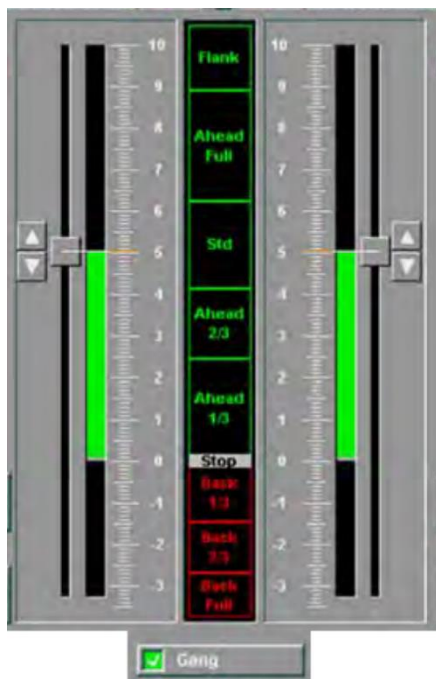 10 Flank 10
9 9
8 Ahead 8
Full
7 7
6 6
Std
5 5
4 4
Ahead
2/3
3 3
2 2
Ahead
1/3
1 1
0 Stop 0
Back
1/3
-1 -1
Back
2/3
-2 -2
Back
Full
-3 -3
Gang